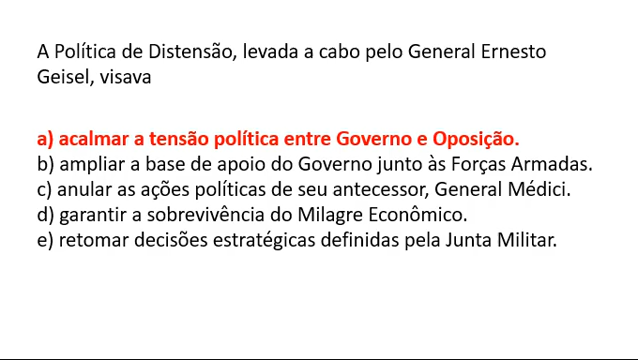 A Política de Distensão, levada a cabo pelo General Ernesto
Geisel, visava
a) acalmar a tensão política entre Governo e Oposição.
b) ampliar a base de apoio do Governo junto às Forças Armadas.
c) anular as ações políticas de seu antecessor, General Médici.
d) garantir a sobrevivência do Milagre Econômico.
e) retomar decisões estratégicas definidas pela Junta Militar.